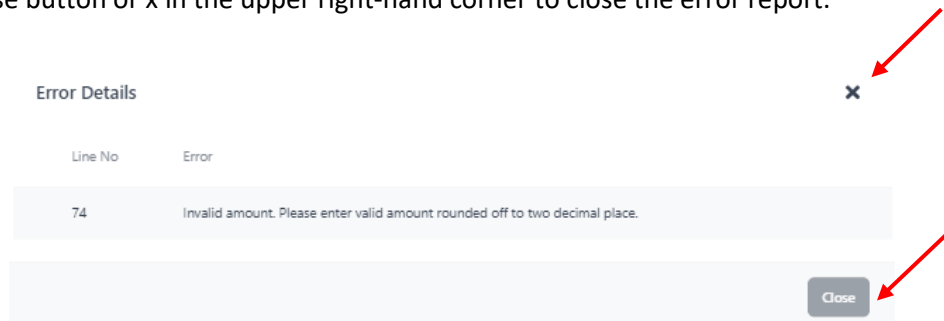 se button or x in the upper right-hand corner to close the error report.
Error Details
Line No Error
74 Invalid amount. Please enter valid amount rounded off to two decimal place.
Close